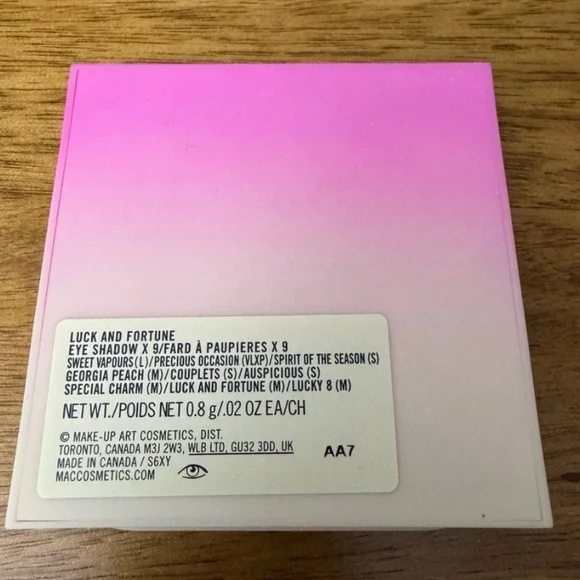 LUCK AND FORTUNE
EYE SHADOW X 9/FARD À PAUPIERES X 9
SWEET VAPOURS(L)/PRECIOUS OCCASION (VLXP)/SPIRIT OF THE SEASON (S)
GEORGIA PEACH (M)/COUPLETS (S)/AUSPICIOUS (S)
SPECIAL CHARM (M)/LUCK AND FORTUNE (M)/LUCKY 8 (M)
NET WT./POIDS NET 0.8 g/.02 OZ EA/CH
© MAKE-UP ART COSMETICS, DIST.
TORONTO, CANADA M3J 2W3, WLB LTD, GU32 3DD, UK
MADE IN CANADA / S6XY
MACCOSMETICS.COM
AA7